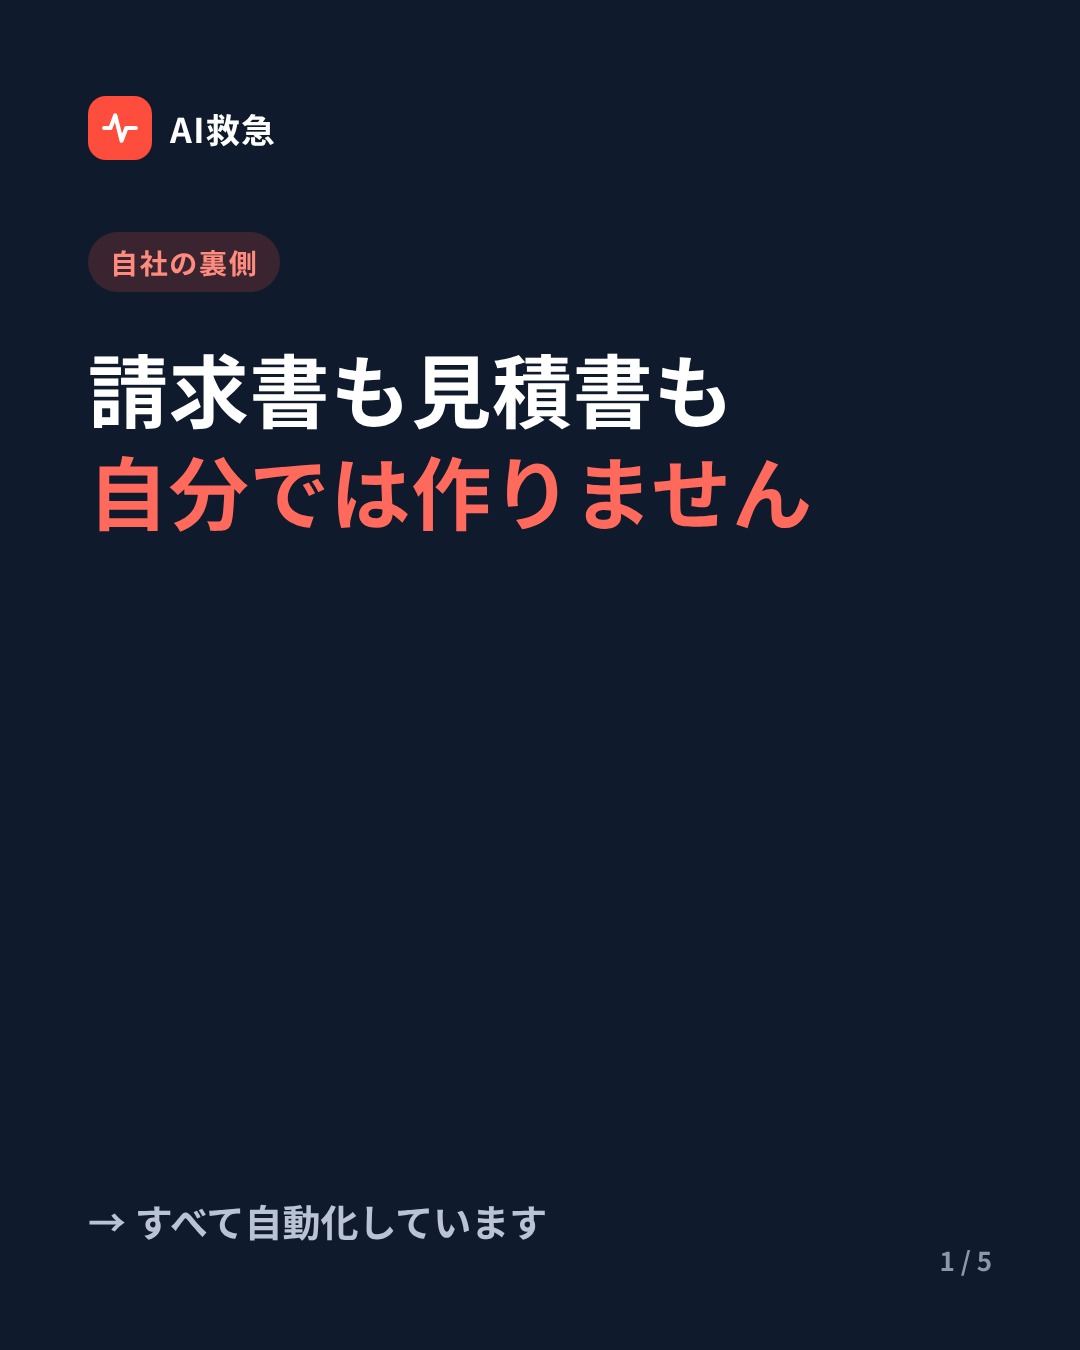 AI救急
自社の裏側
請求書も見積書も
自分では作りません
→ すべて自動化しています
1 / 5